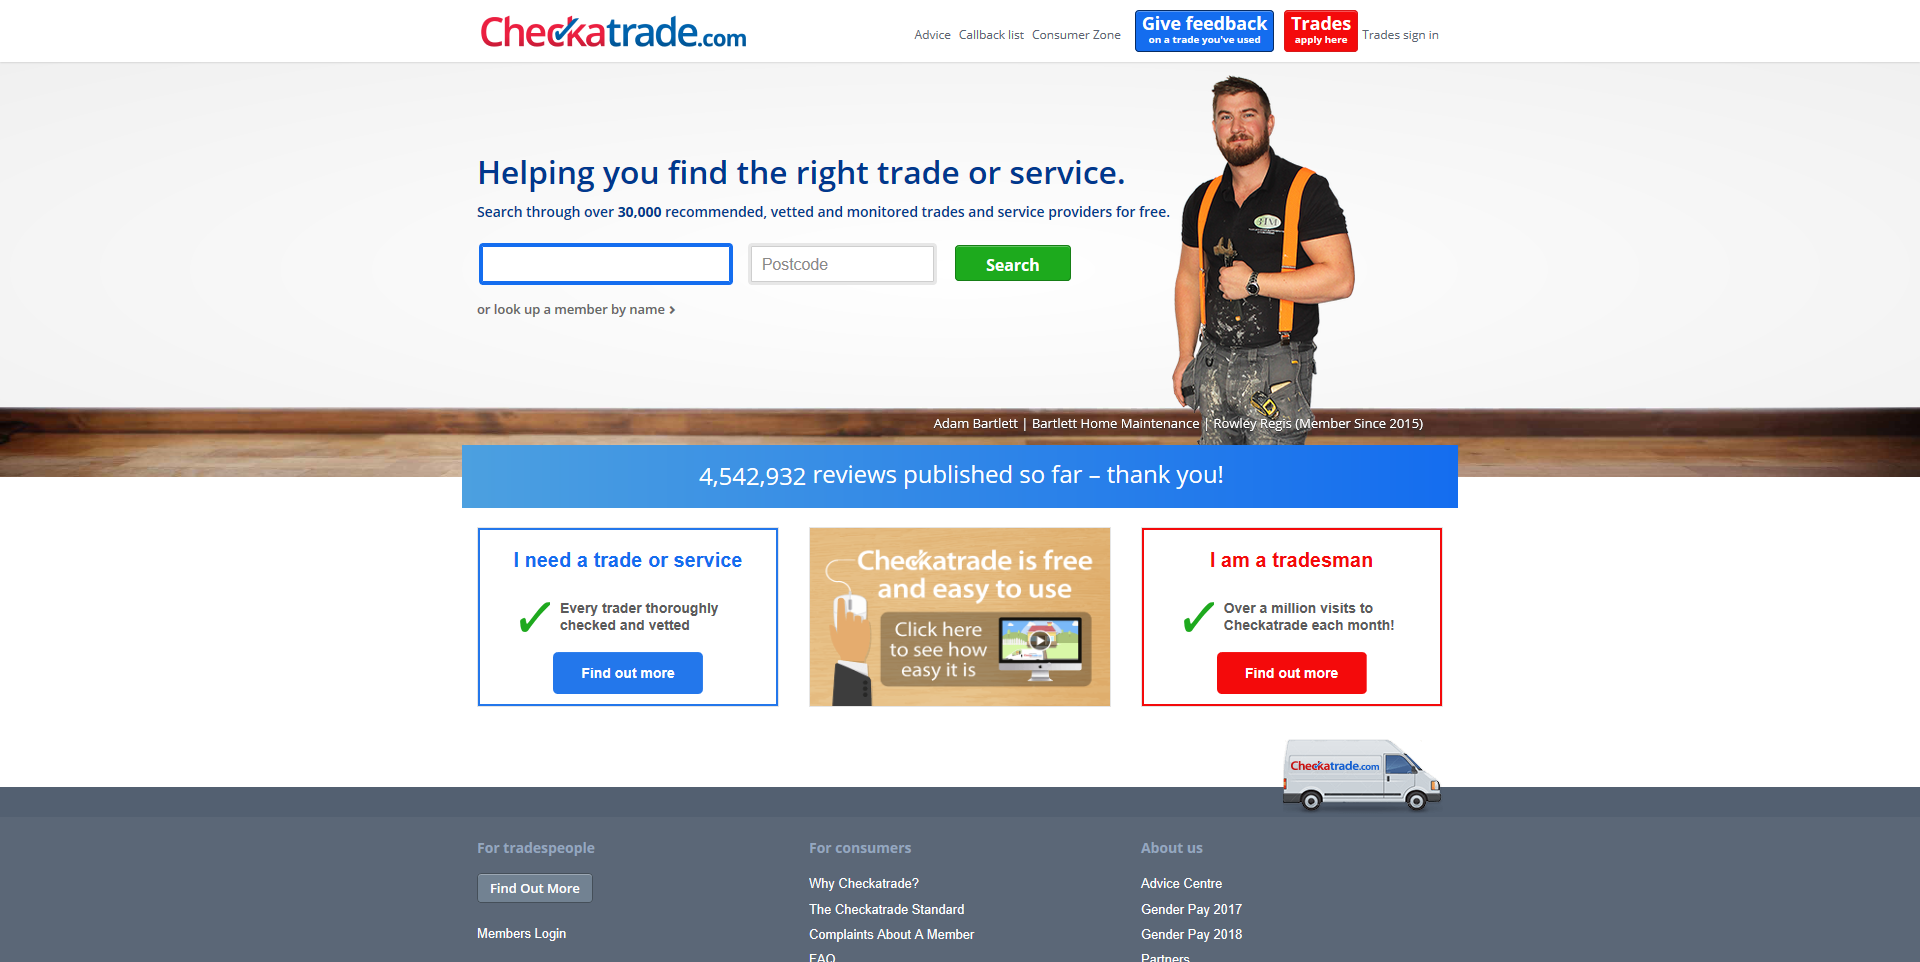 Checkatrade.com
Advice Callback list Consumer Zone
Give feedback
on a trade you've used
Trades
apply here
Trades sign in
Helping you find the right trade or service.
Search through over 30,000 recommended, vetted and monitored trades and service providers for free.
Postcode
Search
or look up a member by name
HM
Adam Bartlett | Bartlett Home Maintenance | Rowley Regis (Member Since 2015)
4,542,932 reviews published so far – thank you!
I need a trade or service
Every trader thoroughly
checked and vetted
Find out more
Checkatrade is free
and easy to use
Click here
to see how
easy it is
I am a tradesman
Over a million visits to
Checkatrade each month!
Find out more
Checkatrade.com
For tradespeople
Find Out More
Members Login
For consumers
Why Checkatrade?
The Checkatrade Standard
Complaints About A Member
FAQ
About us
Advice Centre
Gender Pay 2017
Gender Pay 2018
Partners